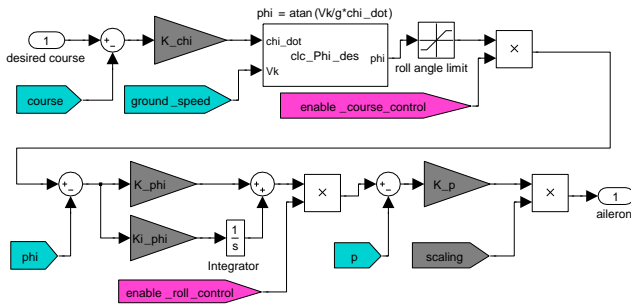 phi = atan(Vk/g*chi_dot)
1
desired course
+
−
K_chi
chi_dot
Vk
clc_Phi_des
phi
roll angle limit
×
course
ground _speed
enable _course_control
+
−
K_phi
Ki_phi
1
s
Integrator
+
+
×
+
−
K_p
×
1
aileron
phi
enable _roll_control
p
scaling